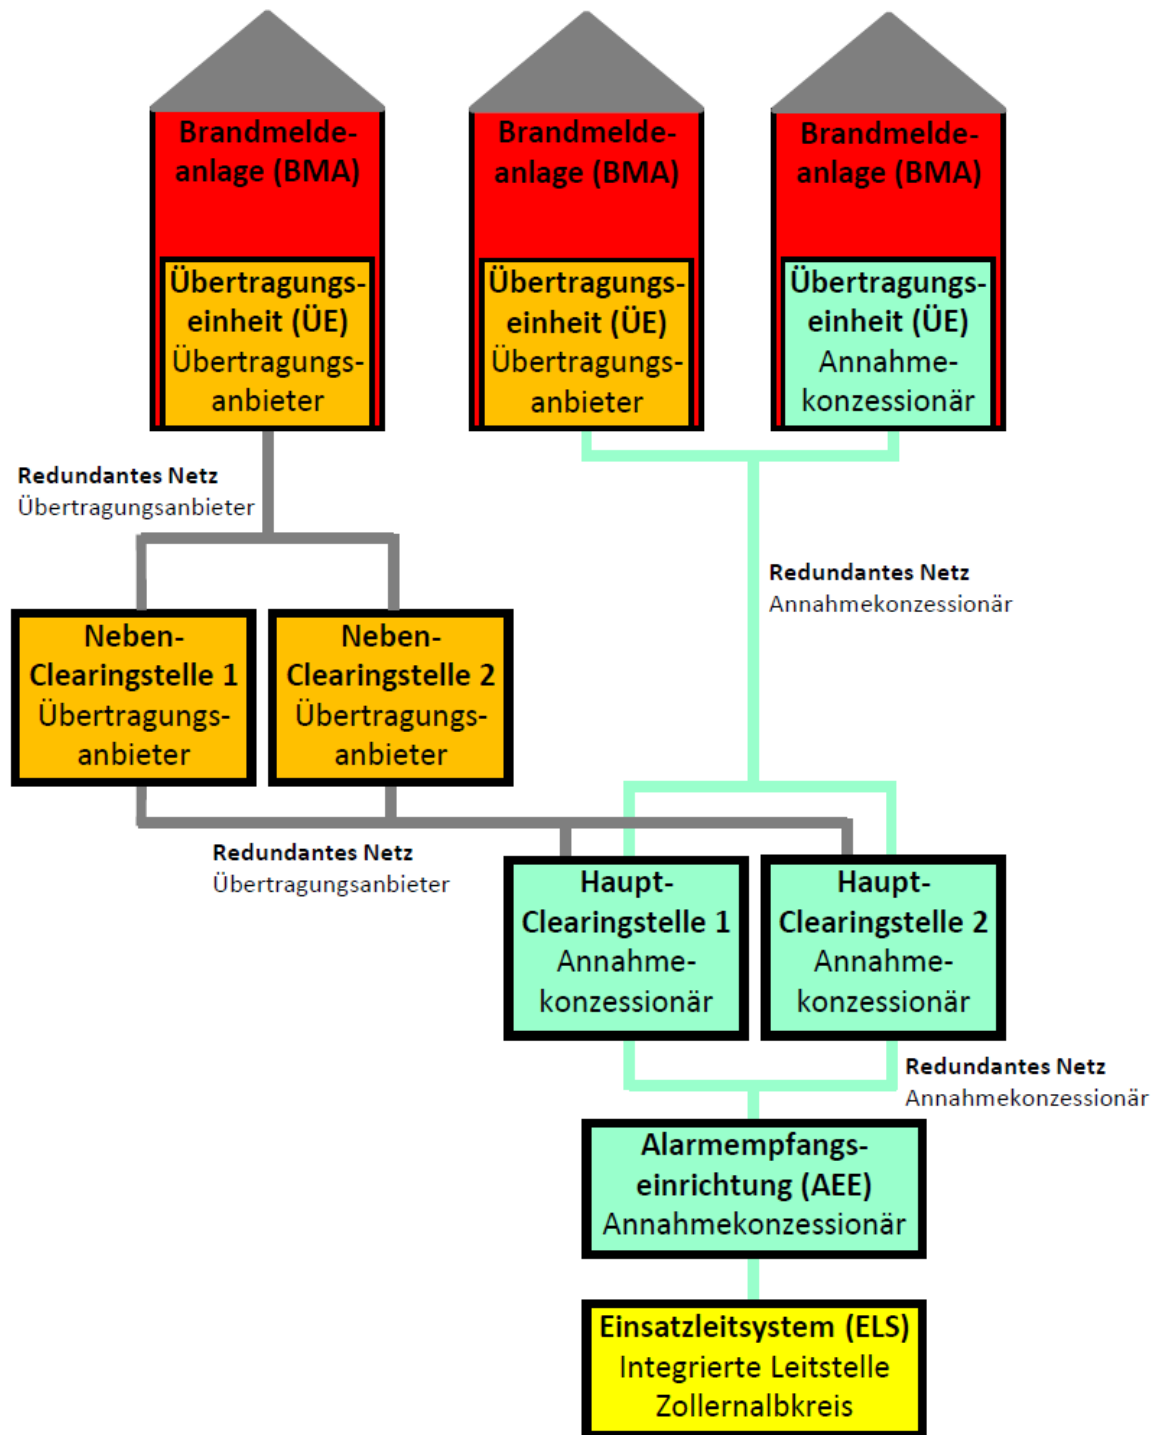 Brandmelde-
anlage (BMA)
Übertragungs-
einheit (ÜE)
Übertragungs-
anbieter
Brandmelde-
anlage (BMA)
Übertragungs-
einheit (ÜE)
Übertragungs-
anbieter
Brandmelde-
anlage (BMA)
Übertragungs-
einheit (ÜE)
Annahme-
konzessionär
Redundantes Netz
Übertragungsanbieter
Redundantes Netz
Annahmekonzessionär
Neben-
Clearingstelle 1
Übertragungs-
anbieter
Neben-
Clearingstelle 2
Übertragungs-
anbieter
Redundantes Netz
Übertragungsanbieter
Haupt-
Clearingstelle 1
Annahme-
konzessionär
Haupt-
Clearingstelle 2
Annahme-
konzessionär
Redundantes Netz
Annahmekonzessionär
Alarmempfangs-
einrichtung (AEE)
Annahmekonzessionär
Einsatzleitsystem (ELS)
Integrierte Leitstelle
Zollernalbkreis